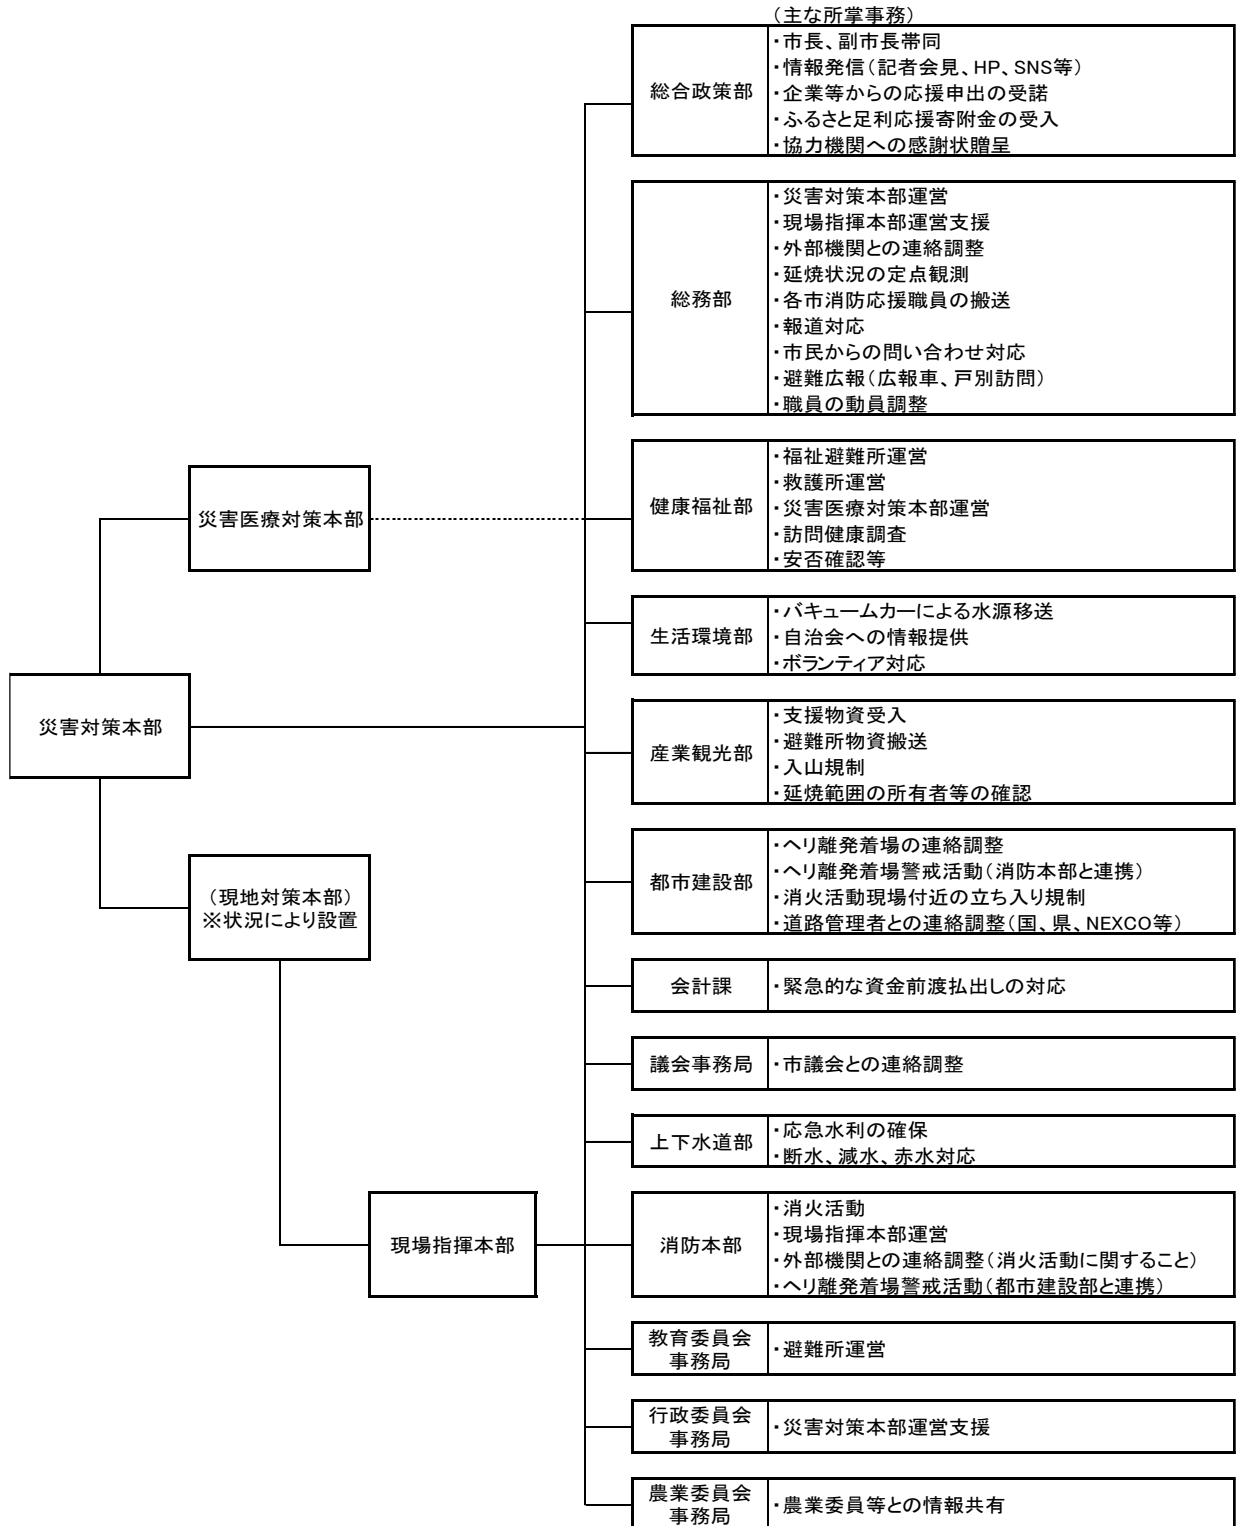 （主な所掌事務）
総合政策部
・市長、副市長帯同
・情報発信（記者会見、HP、SNS等）
・企業等からの応援申出の受諾
・ふるさと足利応援寄附金の受入
・協力機関への感謝状贈呈
総務部
・災害対策本部運営
・現場指揮本部運営支援
・外部機関との連絡調整
・延焼状況の定点観測
・各市消防応援職員の搬送
・報道対応
・市民からの問い合わせ対応
・避難広報（広報車、戸別訪問）
・職員の動員調整
災害医療対策本部
健康福祉部
・福祉避難所運営
・救護所運営
・災害医療対策本部運営
・訪問健康調査
・安否確認等
生活環境部
・バキュームカーによる水源移送
・自治会への情報提供
・ボランティア対応
災害対策本部
産業観光部
・支援物資受入
・避難所物資搬送
・入山規制
・延焼範囲の所有者等の確認
（現地対策本部）
※状況により設置
都市建設部
・ヘリ離発着場の連絡調整
・ヘリ離発着場警戒活動（消防本部と連携）
・消火活動現場付近の立ち入り規制
・道路管理者との連絡調整（国、県、NEXCO等）
会計課
・緊急的な資金前渡払出しの対応
議会事務局
・市議会との連絡調整
上下水道部
・応急水利の確保
・断水、減水、赤水対応
現場指揮本部
消防本部
・消火活動
・現場指揮本部運営
・外部機関との連絡調整（消火活動に関すること）
・ヘリ離発着場警戒活動（都市建設部と連携）
教育委員会
事務局
・避難所運営
行政委員会
事務局
・災害対策本部運営支援
農業委員会
事務局
・農業委員等との情報共有